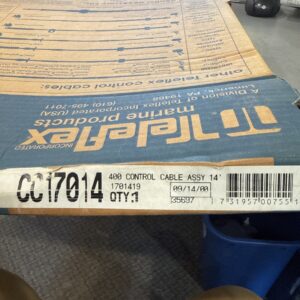 other Teleflex control cables:
A Division of Teleflex Incorporated
Limerick, PA 19468
(610) 495-7011 (USA)
Teleflex
INCORPORATED
marine products
CC17014
400 CONTROL CABLE ASSY 14'
1701419
QTY:1
09/14/00
35697
7 31957 00755 1